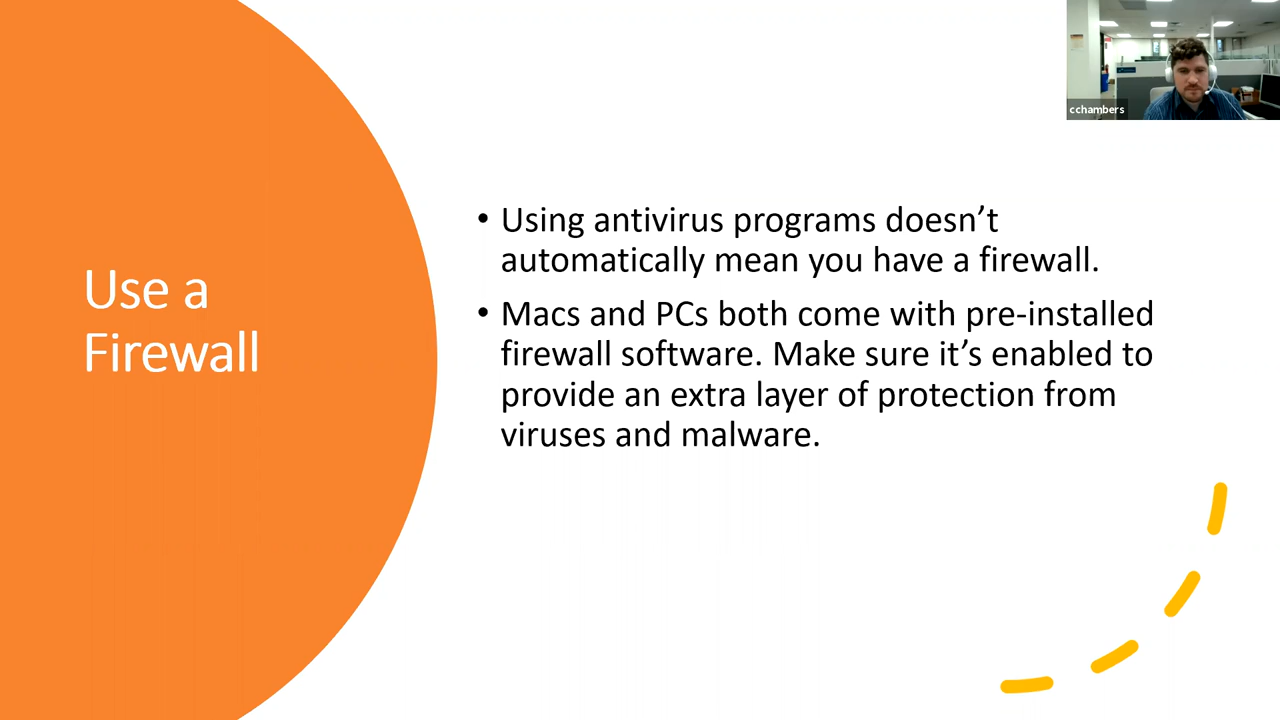 cchambers
Use a
Firewall
• Using antivirus programs doesn’t
automatically mean you have a firewall.
• Macs and PCs both come with pre-installed
firewall software. Make sure it’s enabled to
provide an extra layer of protection from
viruses and malware.